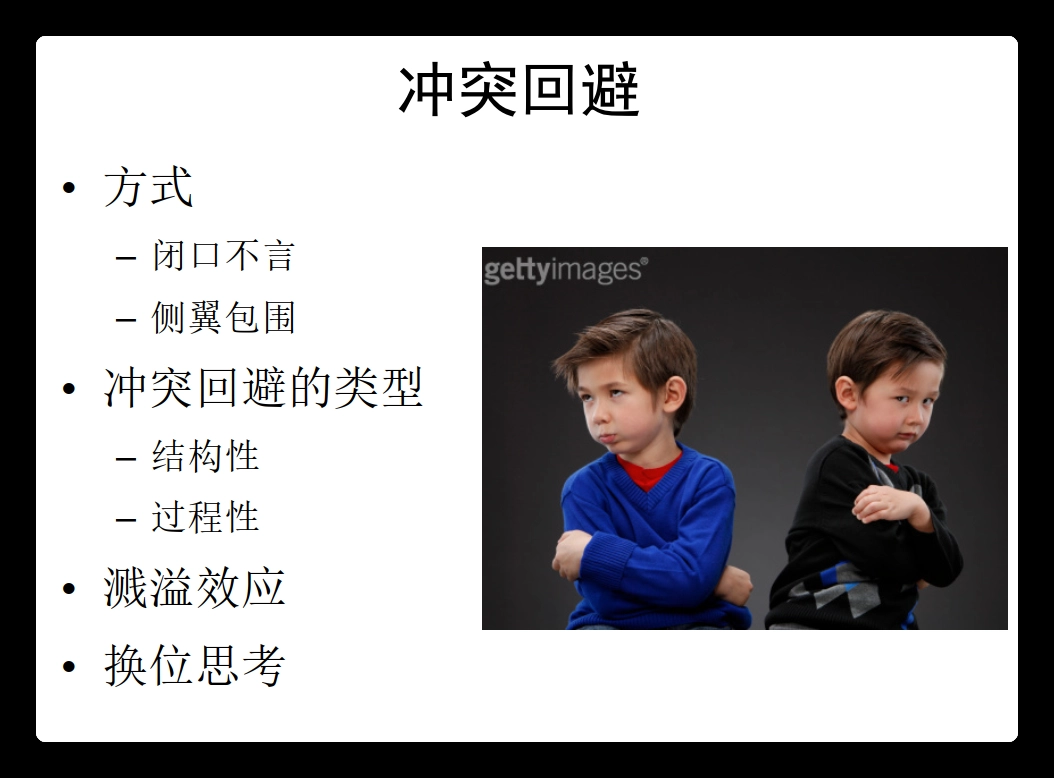 冲突回避
• 方式
– 闭口不言
– 侧翼包围
• 冲突回避的类型
– 结构性
– 过程性
• 溅溢效应
• 换位思考
gettyimages®